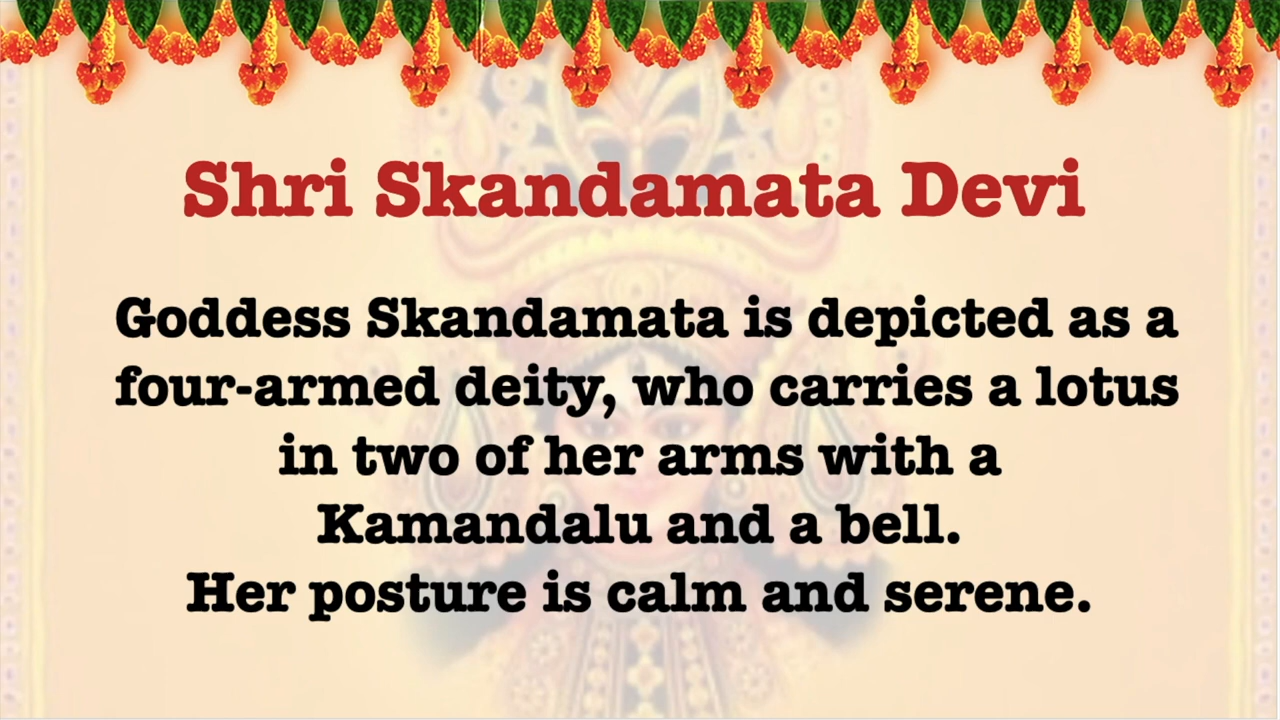 Shri Skandamata Devi
Goddess Skandamata is depicted as a
four-armed deity, who carries a lotus
in two of her arms with a
Kamandalu and a bell.
Her posture is calm and serene.